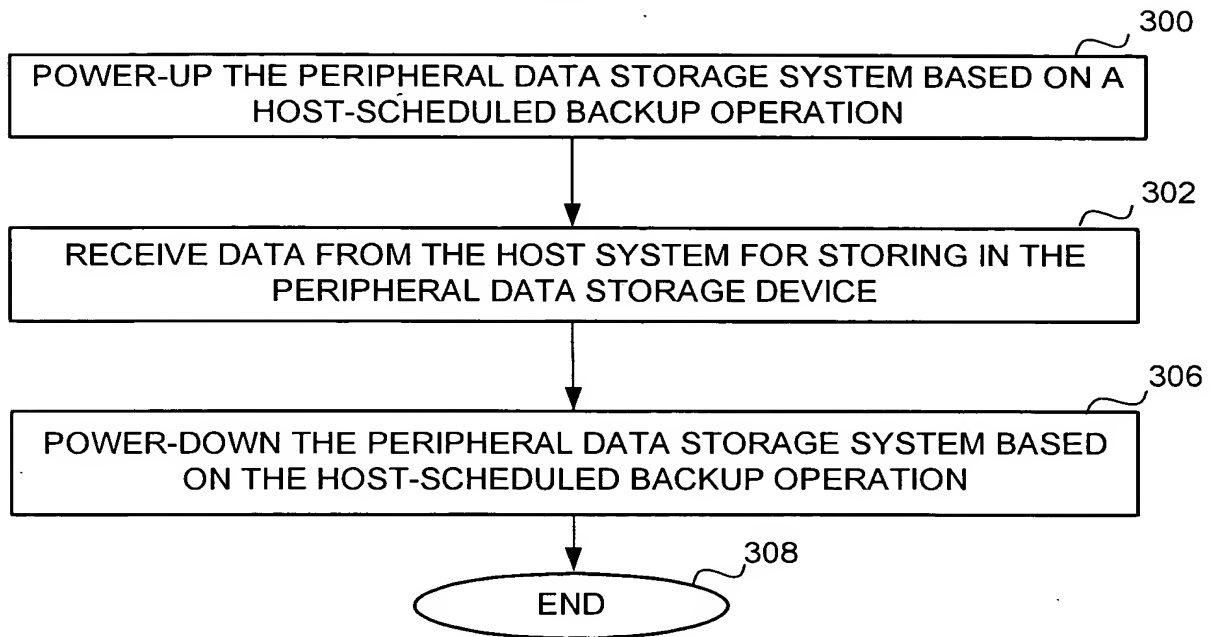 300
POWER-UP THE PERIPHERAL DATA STORAGE SYSTEM BASED ON A
HOST-SCHEDULED BACKUP OPERATION
302
RECEIVE DATA FROM THE HOST SYSTEM FOR STORING IN THE
PERIPHERAL DATA STORAGE DEVICE
306
POWER-DOWN THE PERIPHERAL DATA STORAGE SYSTEM BASED
ON THE HOST-SCHEDULED BACKUP OPERATION
308
END